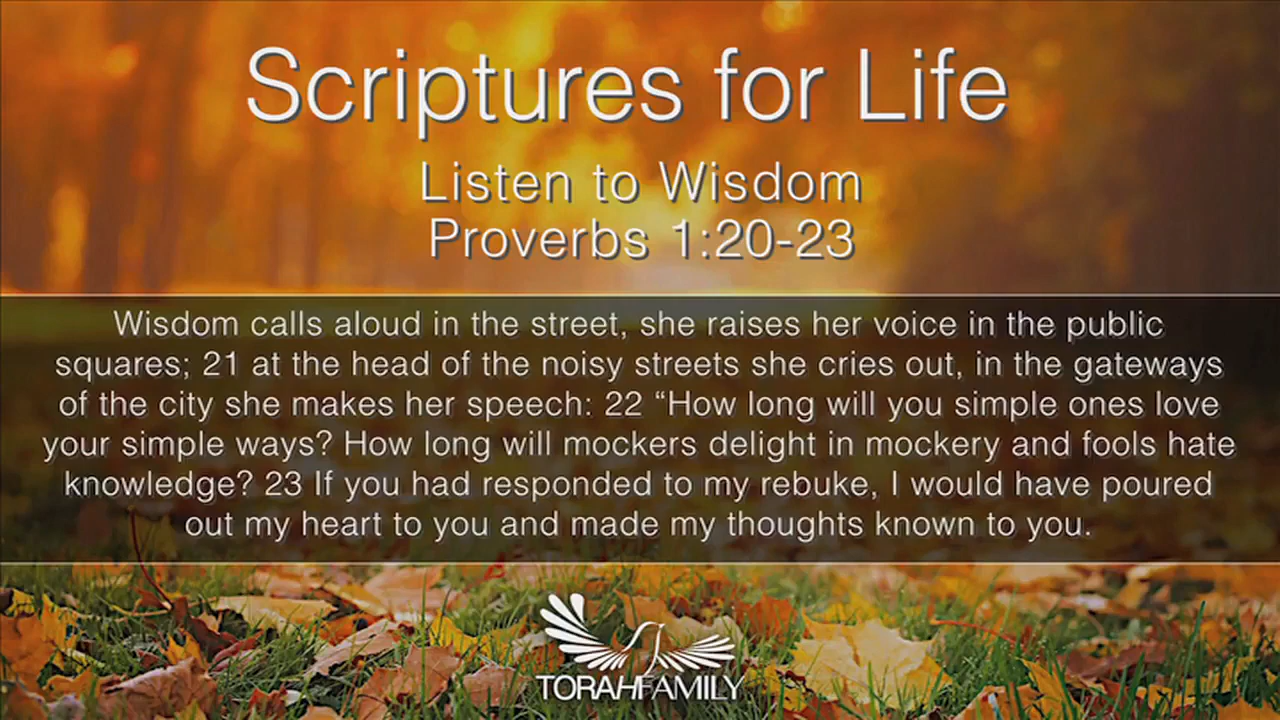 Scriptures for Life
Listen to Wisdom
Proverbs 1:20-23
Wisdom calls aloud in the street, she raises her voice in the public
squares; 21 at the head of the noisy streets she cries out, in the gateways
of the city she makes her speech: 22 “How long will you simple ones love
your simple ways? How long will mockers delight in mockery and fools hate
knowledge? 23 If you had responded to my rebuke, I would have poured
out my heart to you and made my thoughts known to you.
TORAHFAMILY